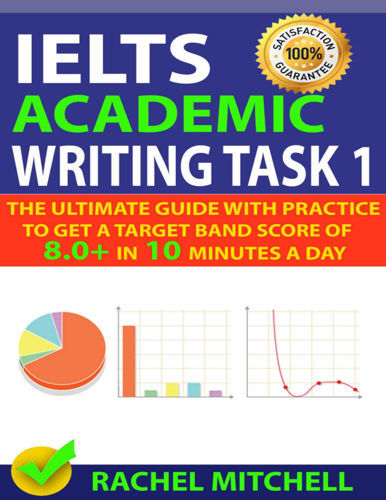 IELTS
SATISFACTION
100%
GUARANTEE
ACADEMIC
WRITING TASK 1
THE ULTIMATE GUIDE WITH PRACTICE
TO GET A TARGET BAND SCORE OF
8.0+ IN 10 MINUTES A DAY
RACHEL MITCHELL